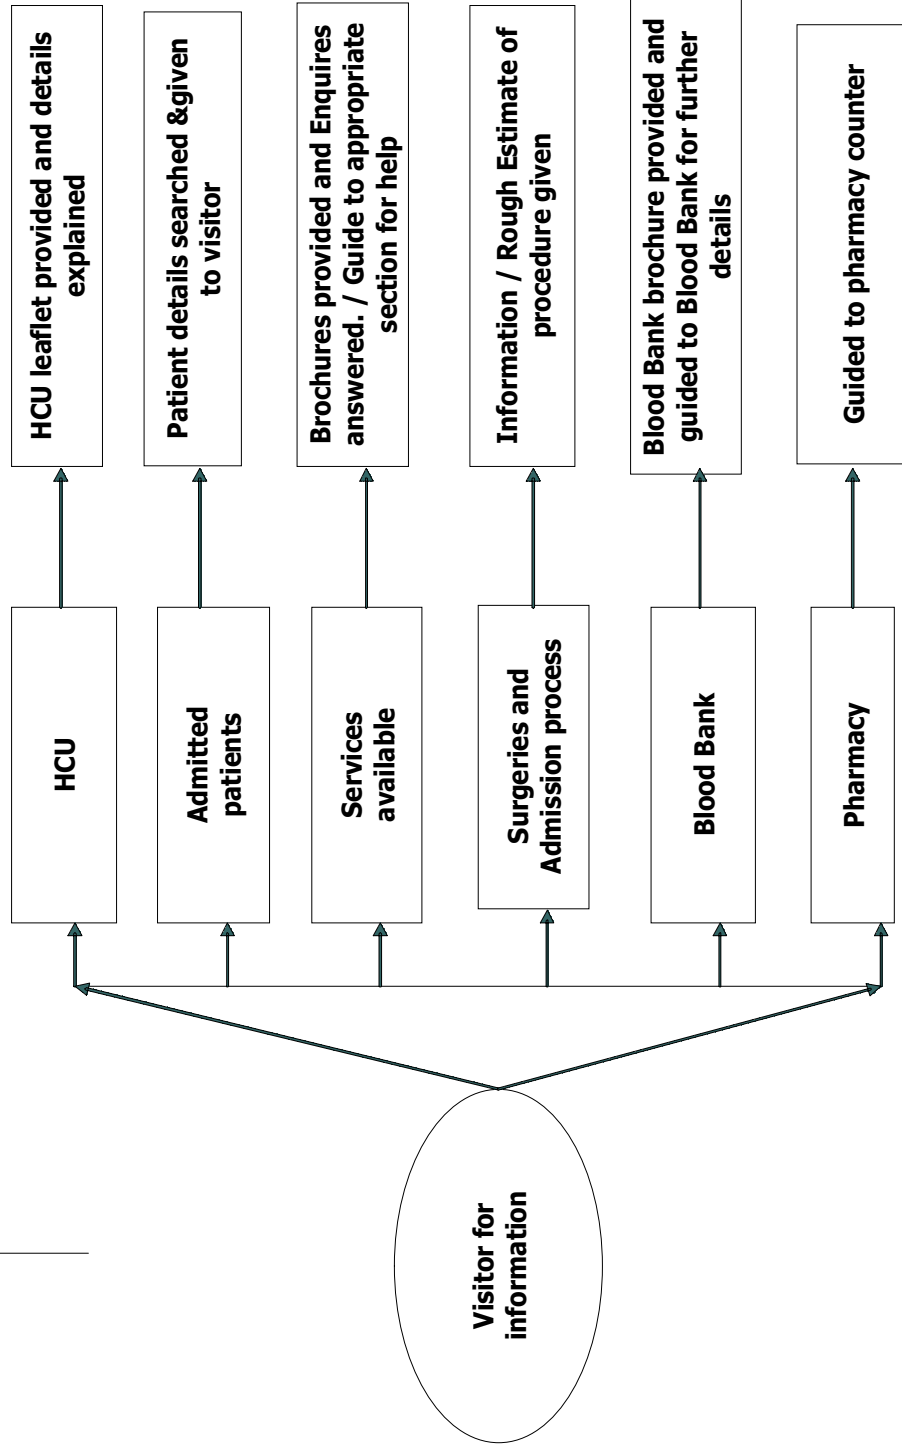 Visitor for
information
HCU
HCU leaflet provided and details
explained
Admitted
patients
Patient details searched &given
to visitor
Services
available
Brochures provided and Enquires
answered. / Guide to appropriate
section for help
Surgeries and
Admission process
Information / Rough Estimate of
procedure given
Blood Bank
Blood Bank brochure provided and
guided to Blood Bank for further
details
Pharmacy
Guided to pharmacy counter